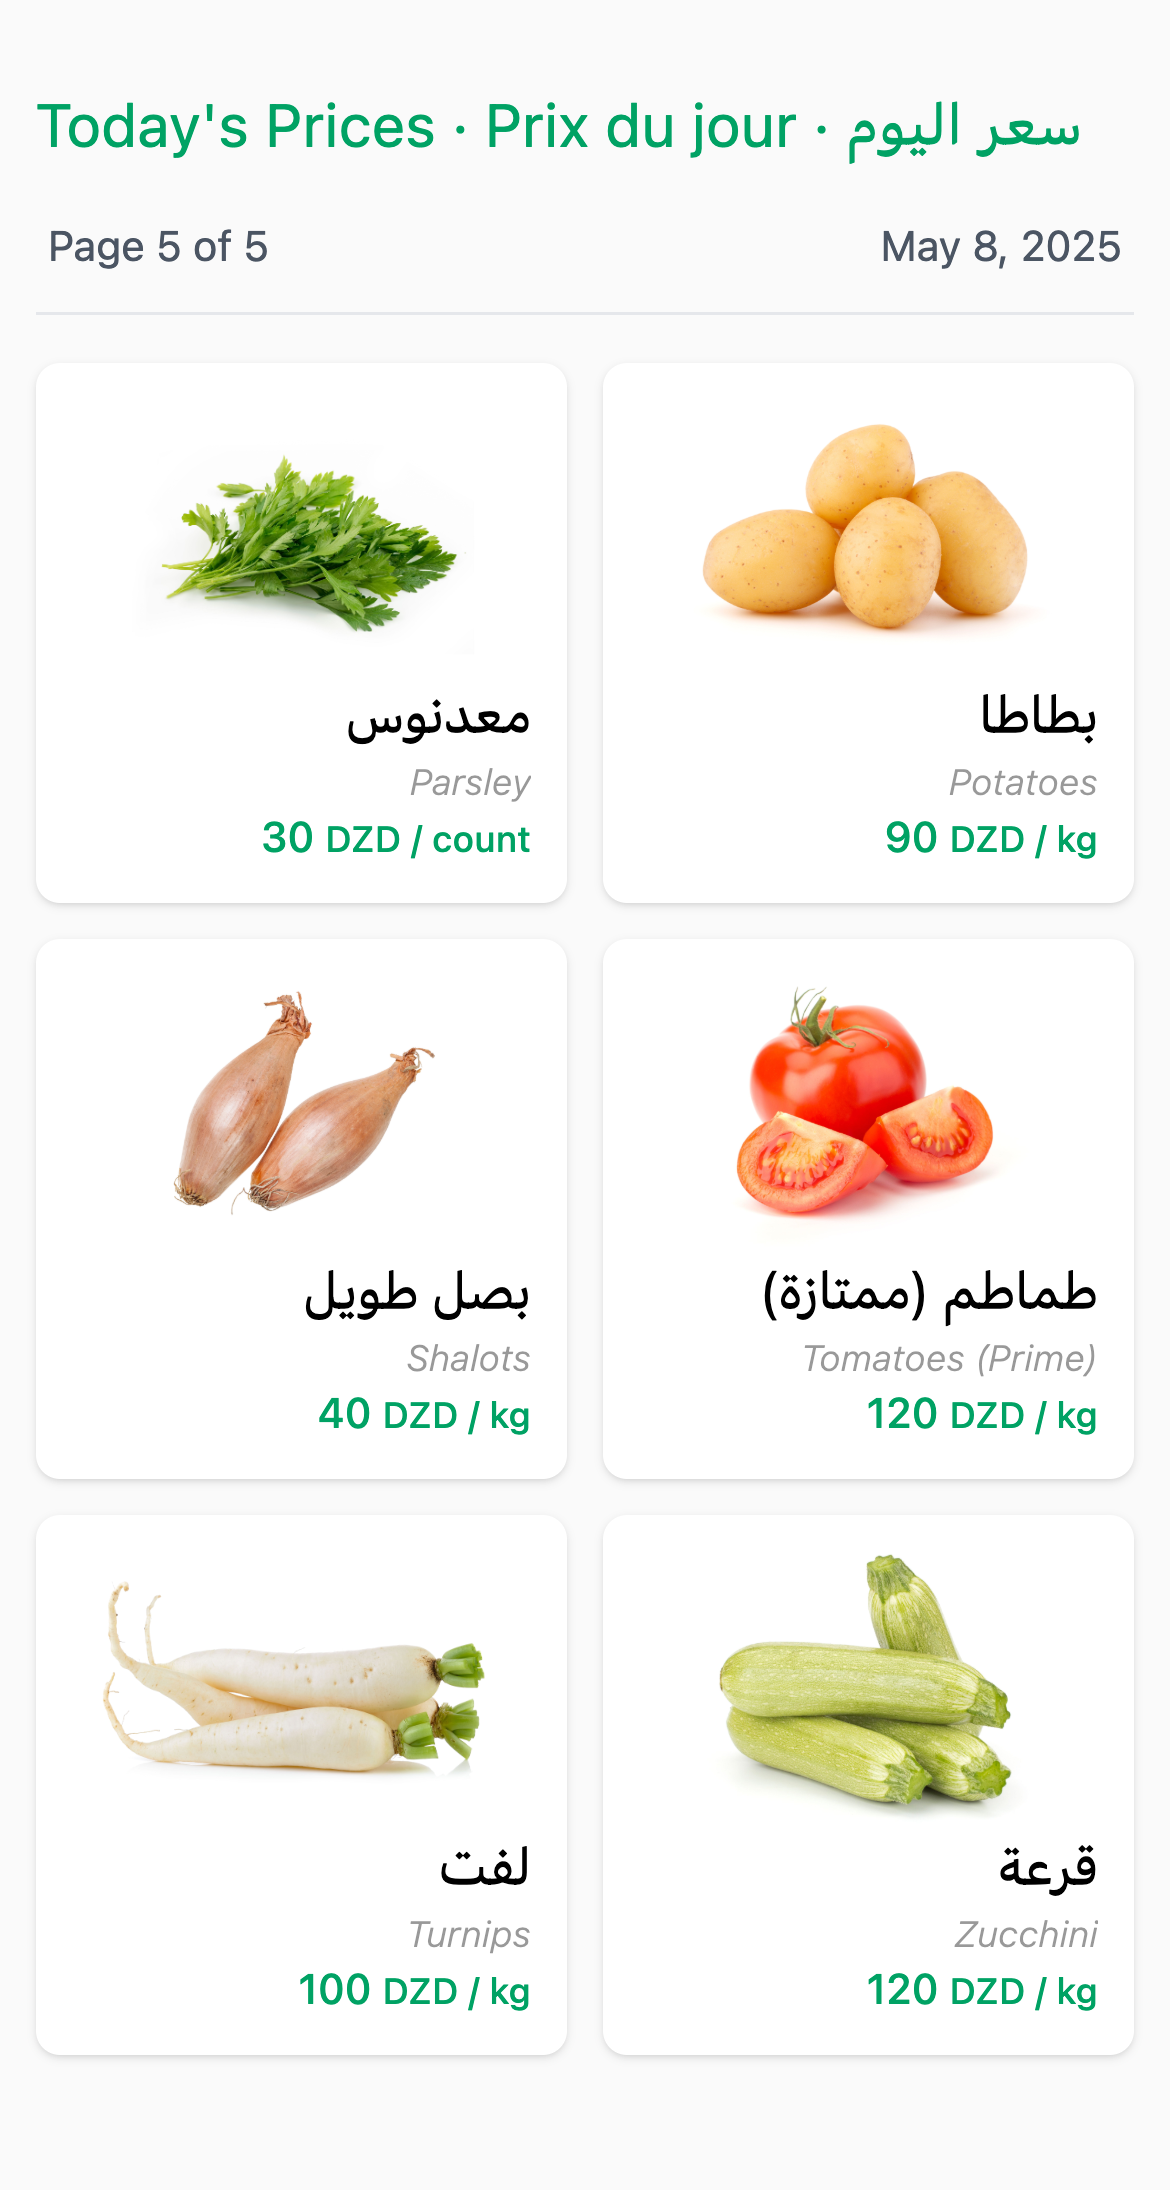 Today's Prices · Prix du jour · سعر اليوم
Page 5 of 5
May 8, 2025
معدنوس
Parsley
30 DZD / count
بطاطا
Potatoes
90 DZD / kg
بصل طويل
Shalots
40 DZD / kg
طماطم (ممتازة)
Tomatoes (Prime)
120 DZD / kg
لفت
Turnips
100 DZD / kg
قرعة
Zucchini
120 DZD / kg